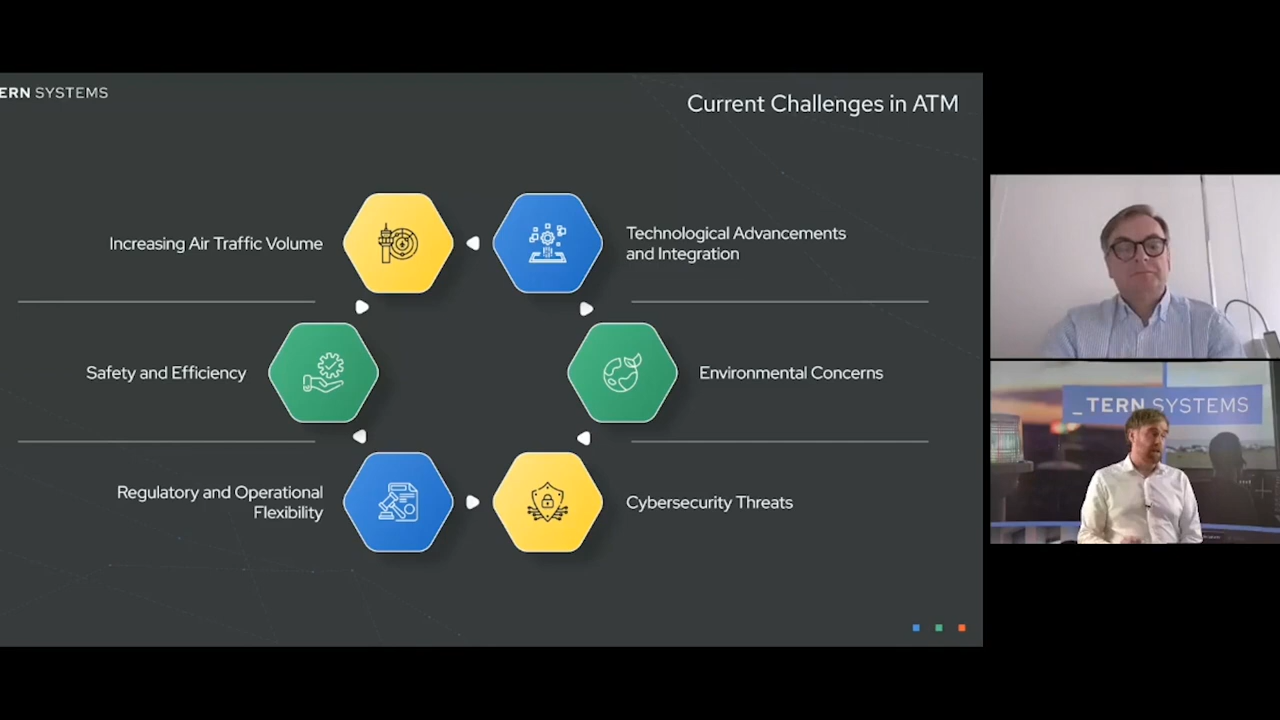 ERN SYSTEMS
Current Challenges in ATM
Increasing Air Traffic Volume
Technological Advancements
and Integration
Safety and Efficiency
Environmental Concerns
Regulatory and Operational
Flexibility
Cybersecurity Threats
_TERN SYSTEMS